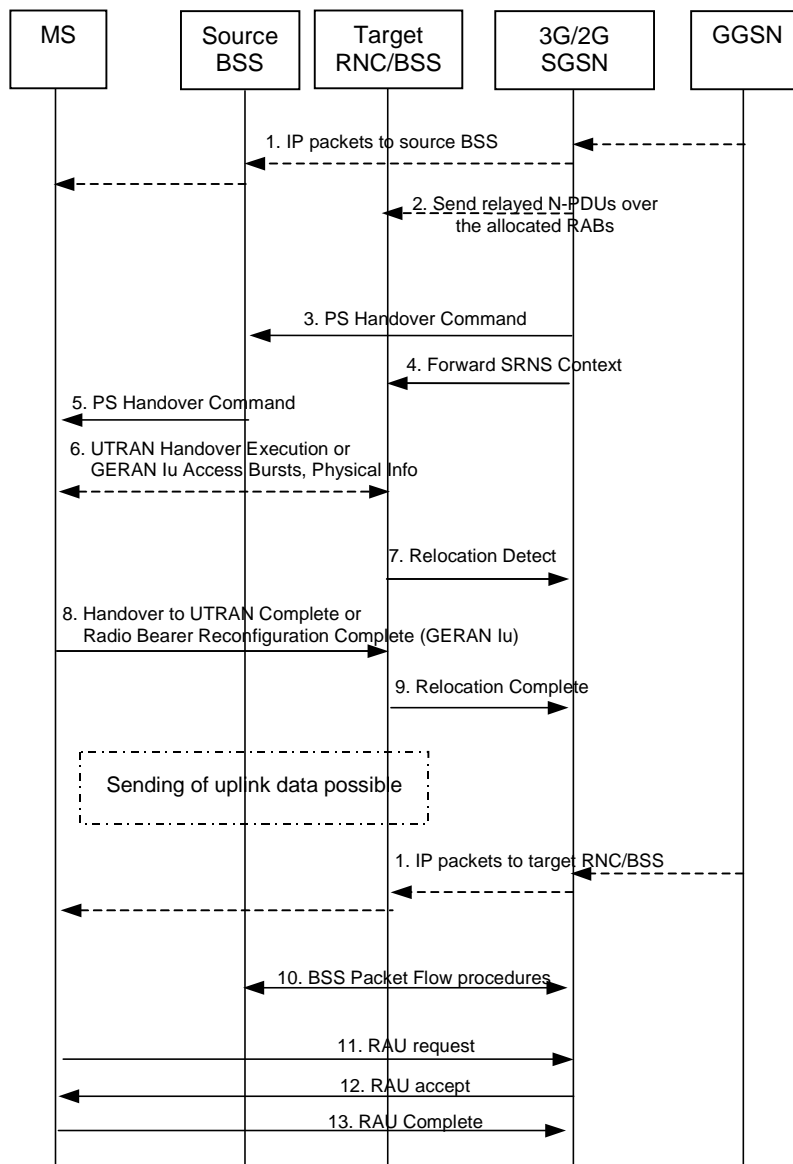 MS
Source
BSS
Target
RNC/BSS
3G/2G
SGSN
GGSN
1. IP packets to source BSS
2. Send relayed N-PDUs over
the allocated RABs
3. PS Handover Command
4. Forward SRNS Context
5. PS Handover Command
6. UTRAN Handover Execution or
GERAN Iu Access Bursts, Physical Info
7. Relocation Detect
8. Handover to UTRAN Complete or
Radio Bearer Reconfiguration Complete (GERAN Iu)
9. Relocation Complete
Sending of uplink data possible
1. IP packets to target RNC/BSS
10. BSS Packet Flow procedures
11. RAU request
12. RAU accept
13. RAU Complete